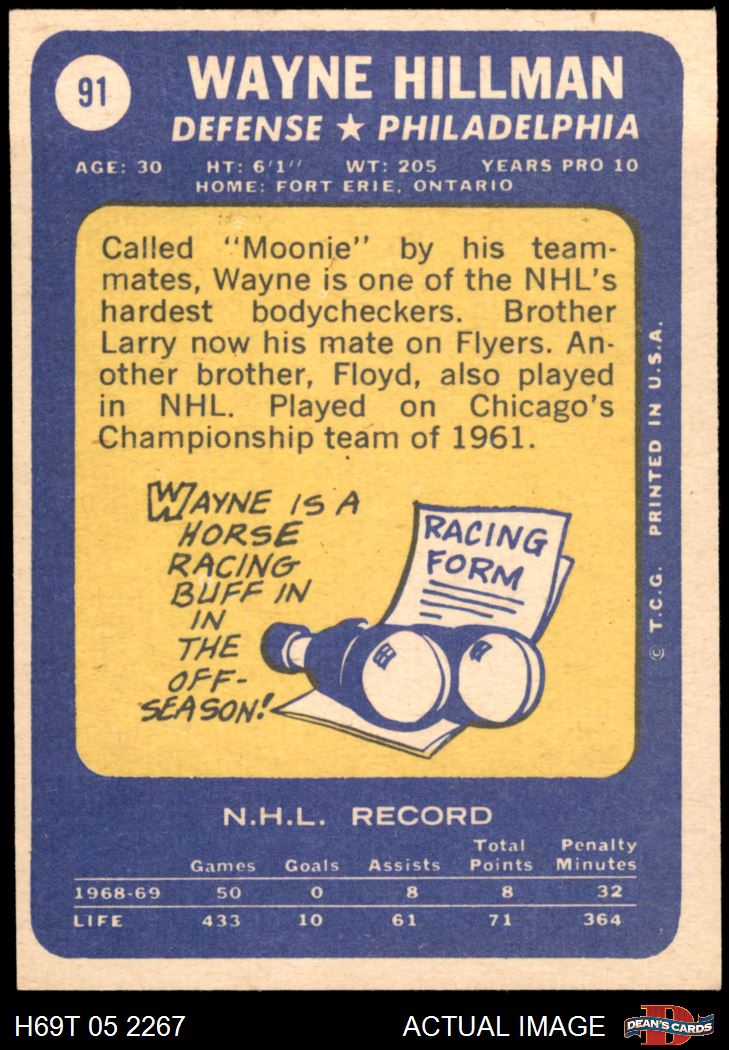 91
WAYNE HILLMAN
DEFENSE ★ PHILADELPHIA
AGE: 30 HT: 6'1'' WT: 205 YEARS PRO 10
HOME: FORT ERIE, ONTARIO
Called "Moonie" by his team-
mates, Wayne is one of the NHL's
hardest bodycheckers. Brother
Larry now his mate on Flyers. An-
other brother, Floyd, also played
in NHL. Played on Chicago's
Championship team of 1961.
WAYNE IS A
HORSE
RACING
BUFF IN
IN
THE
OFF-
SEASON!
RACING
FORM
© T.C.G. PRINTED IN U.S.A.
N.H.L. RECORD
Games Goals Assists Total Points Penalty Minutes
1968-69 50 0 8 8 32
LIFE 433 10 61 71 364
H69T 05 2267 ACTUAL IMAGE
D
DEAN'S CARDS